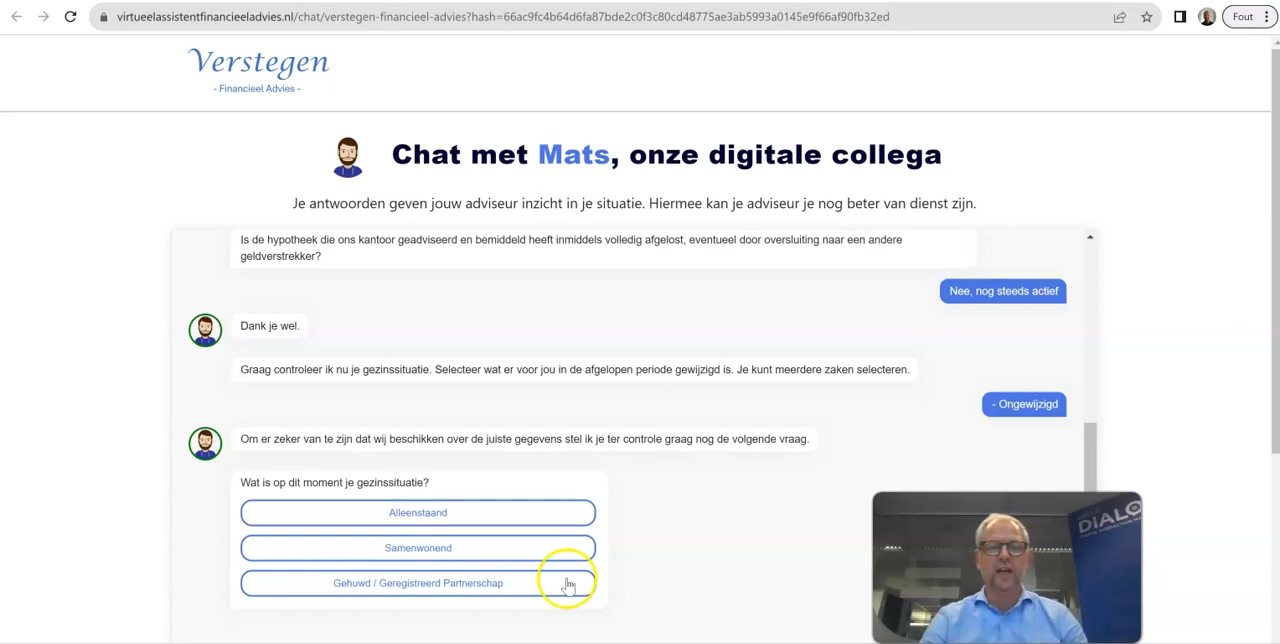 virtueelassistentfinancieeladvies.nl/chat/verstegen-financieel-advies?hash=66ac9fc4b64d6fa87bde2c0f3c80cd48775ae3ab5993a0145e9f66af90fb32ed
Fout
Verstegen
- Financieel Advies -
Chat met Mats, onze digitale collega
Je antwoorden geven jouw adviseur inzicht in je situatie. Hiermee kan je adviseur je nog beter van dienst zijn.
Is de hypotheek die ons kantoor geadviseerd en bemiddeld heeft inmiddels volledig afgelost, eventueel door oversluiting naar een andere
geldverstrekker?
Nee, nog steeds actief
Dank je wel.
Graag controleer ik nu je gezinssituatie. Selecteer wat er voor jou in de afgelopen periode gewijzigd is. Je kunt meerdere zaken selecteren.
- Ongewijzigd
Om er zeker van te zijn dat wij beschikken over de juiste gegevens stel ik je ter controle graag nog de volgende vraag.
Wat is op dit moment je gezinssituatie?
Alleenstaand
Samenwonend
Gehuwd / Geregistreerd Partnerschap